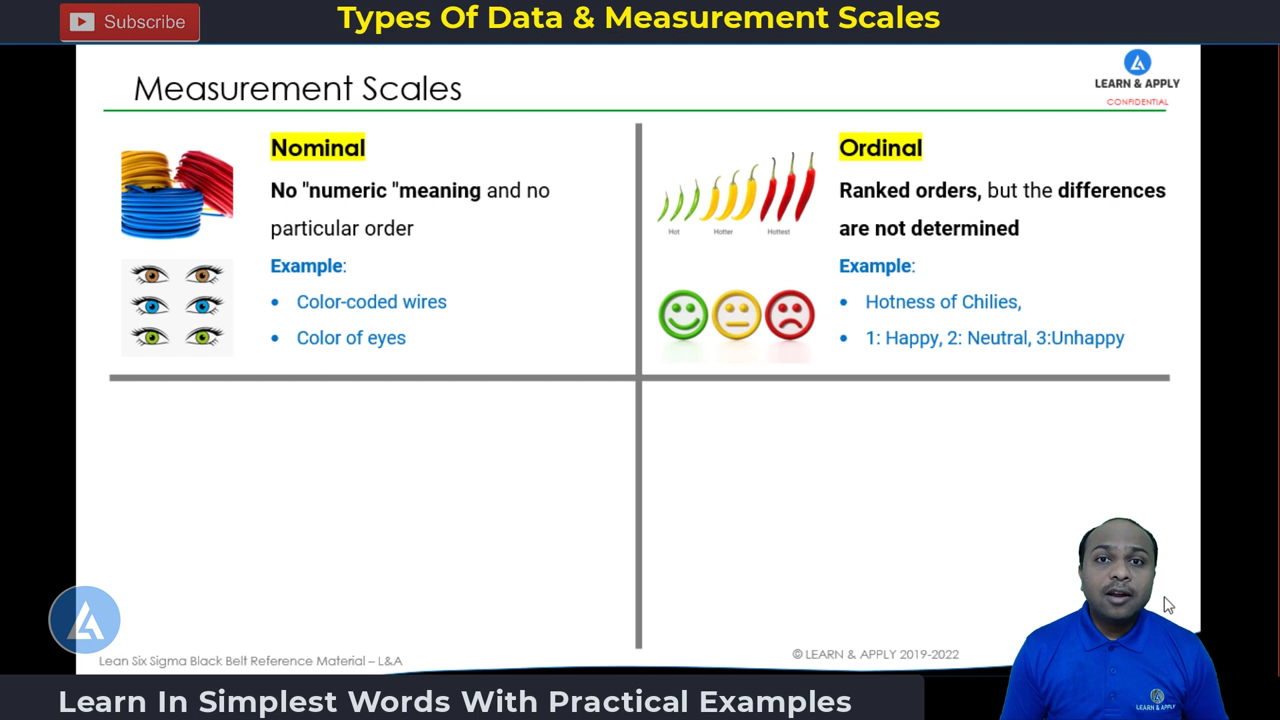 Subscribe
Types Of Data & Measurement Scales
Measurement Scales
LEARN & APPLY
CONFIDENTIAL
Nominal
No "numeric "meaning and no
particular order
Example:
• Color-coded wires
• Color of eyes
Hot Hotter Hottest
Ordinal
Ranked orders, but the differences
are not determined
Example:
• Hotness of Chilies,
• 1: Happy, 2: Neutral, 3:Unhappy
Lean Six Sigma Black Belt Reference Material – L&A
© LEARN & APPLY 2019-2022
LEARN & APPLY
Learn In Simplest Words With Practical Examples